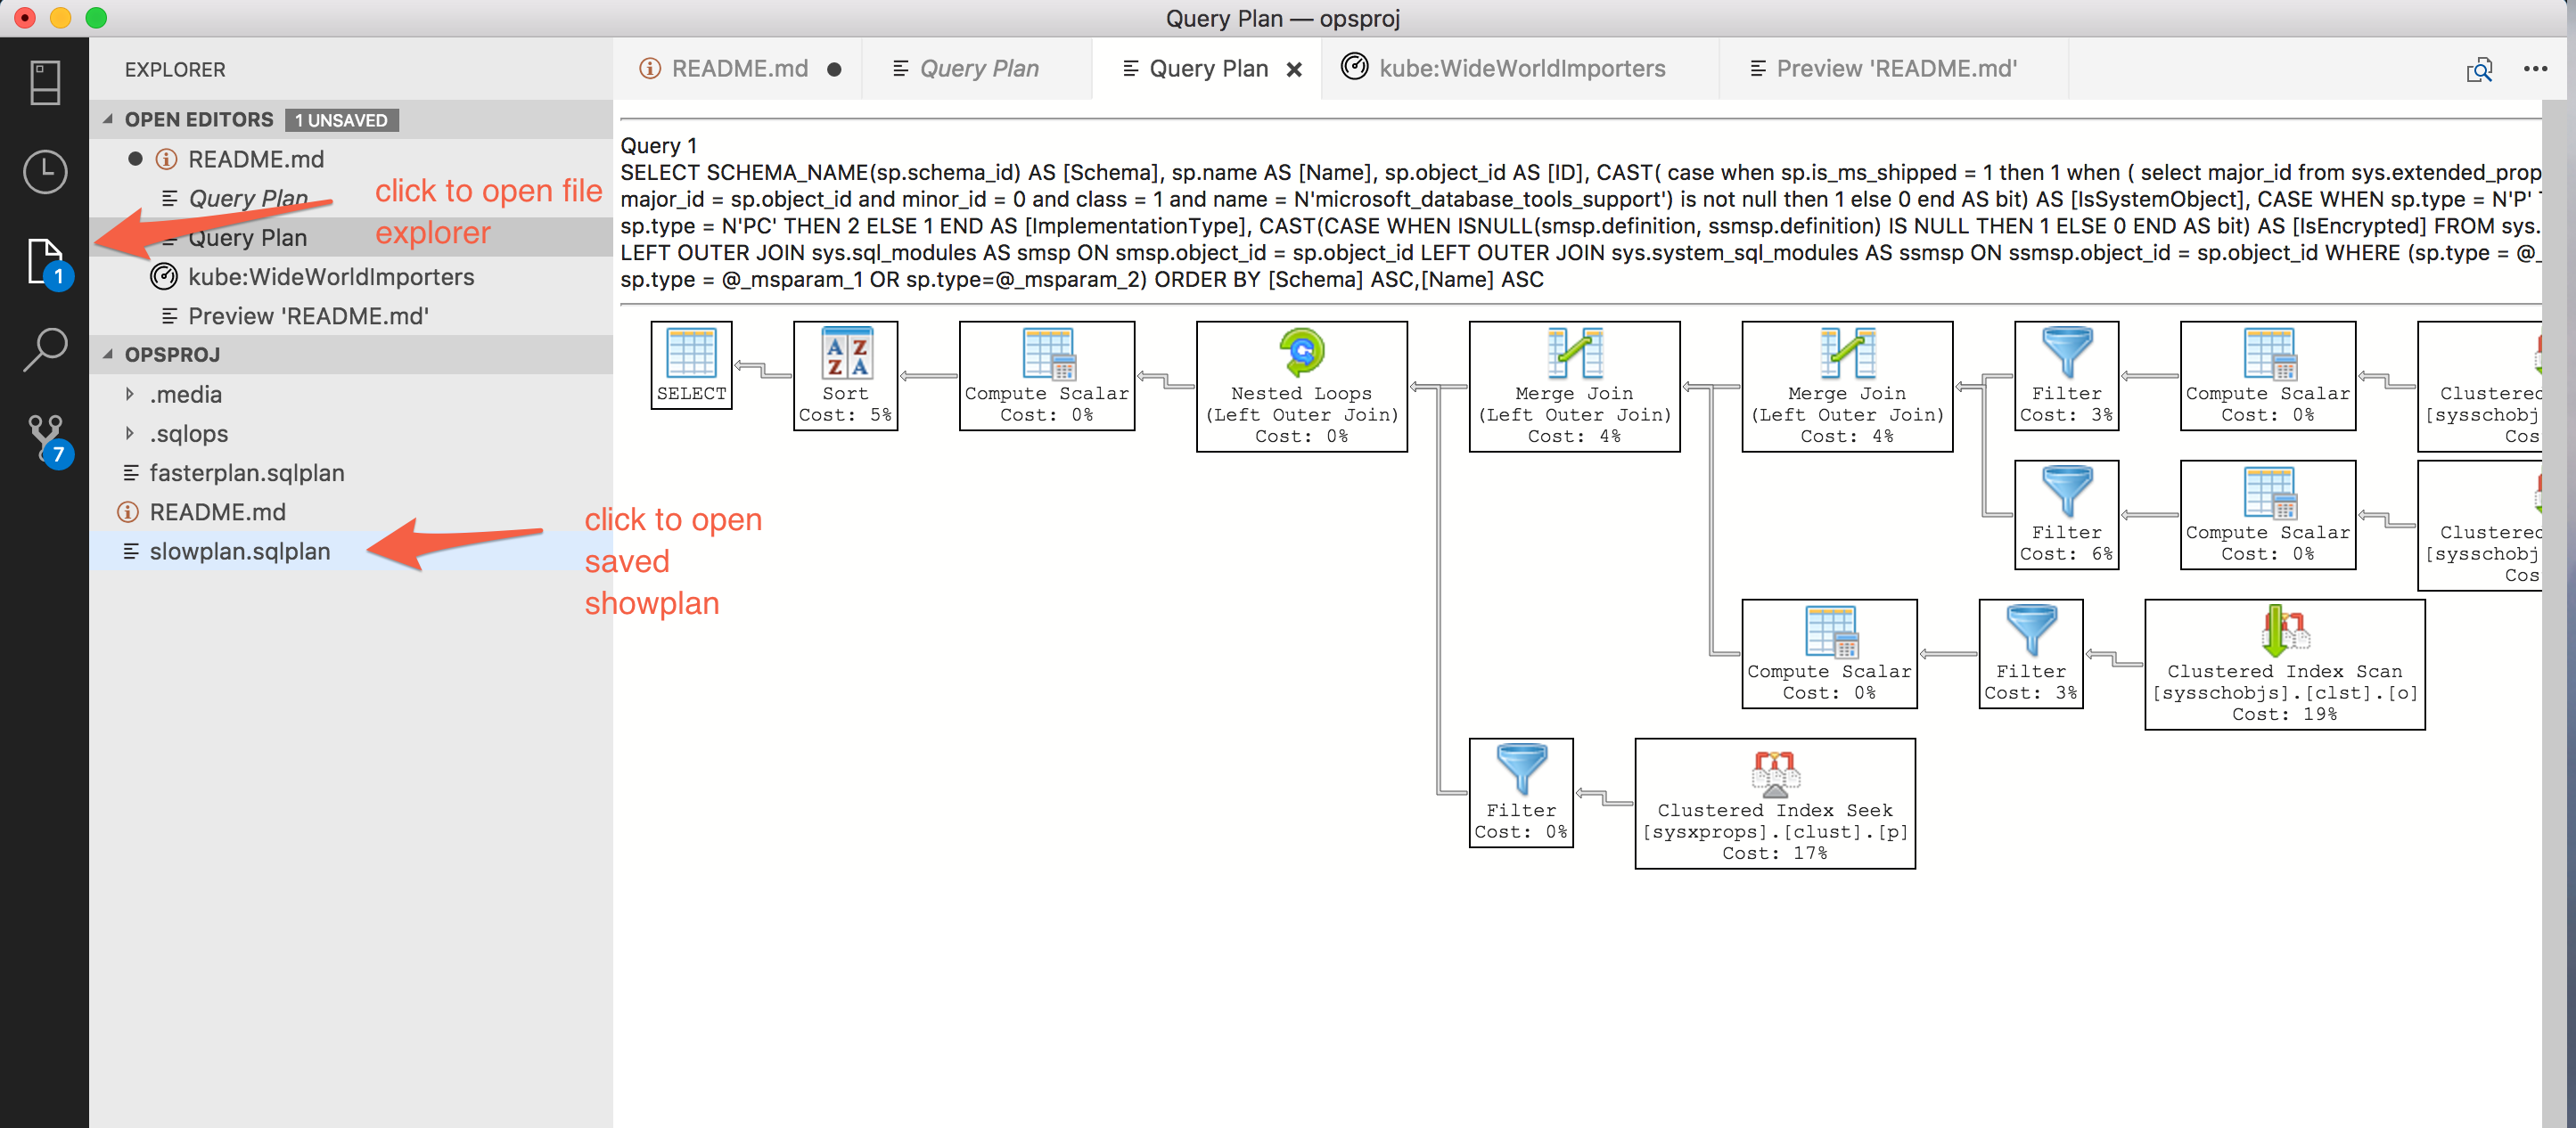 Query Plan — opsproj
EXPLORER
OPEN EDITORS 1 UNSAVED
README.md
Query Plan
Query Plan
kube:WideWorldImporters
Preview 'README.md'
OPSPROJ
.media
.sqlops
fasterplan.sqlplan
README.md
slowplan.sqlplan
1
7
click to open file
explorer
click to open
saved
showplan
README.md
Query Plan
Query Plan
kube:WideWorldImporters
Preview 'README.md'
Query 1
SELECT SCHEMA_NAME(sp.schema_id) AS [Schema], sp.name AS [Name], sp.object_id AS [ID], CAST( case when sp.is_ms_shipped = 1 then 1 when ( select major_id from sys.extended_prop
major_id = sp.object_id and minor_id = 0 and class = 1 and name = N'microsoft_database_tools_support') is not null then 1 else 0 end AS bit) AS [IsSystemObject], CASE WHEN sp.type = N'P' T
sp.type = N'PC' THEN 2 ELSE 1 END AS [ImplementationType], CAST(CASE WHEN ISNULL(smsp.definition, ssmsp.definition) IS NULL THEN 1 ELSE 0 END AS bit) AS [IsEncrypted] FROM sys.
LEFT OUTER JOIN sys.sql_modules AS smsp ON smsp.object_id = sp.object_id LEFT OUTER JOIN sys.system_sql_modules AS ssmsp ON ssmsp.object_id = sp.object_id WHERE (sp.type = @_
sp.type = @_msparam_1 OR sp.type=@_msparam_2) ORDER BY [Schema] ASC,[Name] ASC
SELECT
Sort
Cost: 5%
Compute Scalar
Cost: 0%
Nested Loops
(Left Outer Join)
Cost: 0%
Merge Join
(Left Outer Join)
Cost: 4%
Merge Join
(Left Outer Join)
Cost: 4%
Filter
Cost: 3%
Compute Scalar
Cost: 0%
Clustered
[sysschobj
Cos
Filter
Cost: 6%
Compute Scalar
Cost: 0%
Clustered
[sysschobj
Cos
Compute Scalar
Cost: 0%
Filter
Cost: 3%
Clustered Index Scan
[sysschobjs].[clst].[o]
Cost: 19%
Filter
Cost: 0%
Clustered Index Seek
[sysxprops].[clust].[p]
Cost: 17%